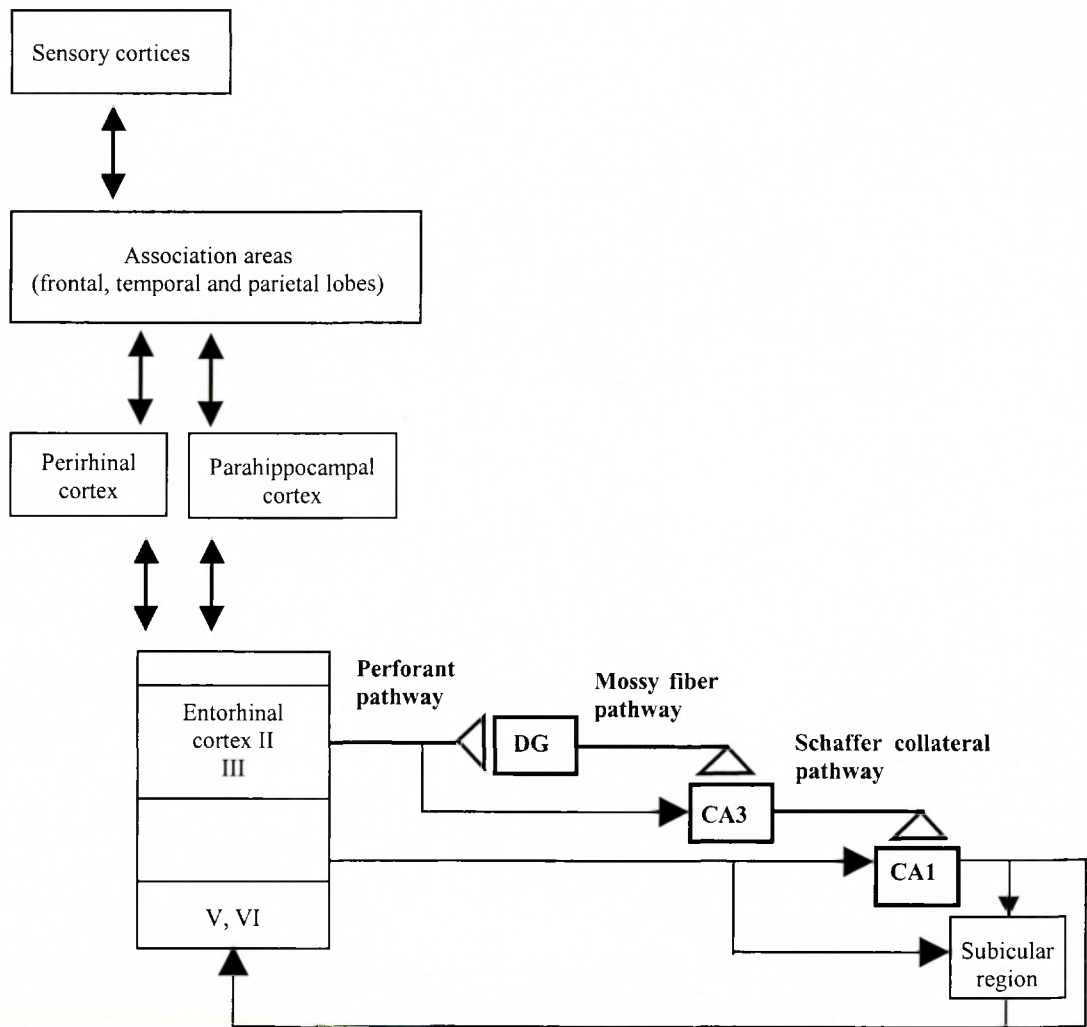 Sensory cortices
Association areas
(frontal, temporal and parietal lobes)
Perirhinal
cortex
Parahippocampal
cortex
Perforant
pathway
Mossy fiber
pathway
Schaffer collateral
pathway
Entorhinal
cortex II
III
DG
CA3
CA1
V, VI
Subicular
region